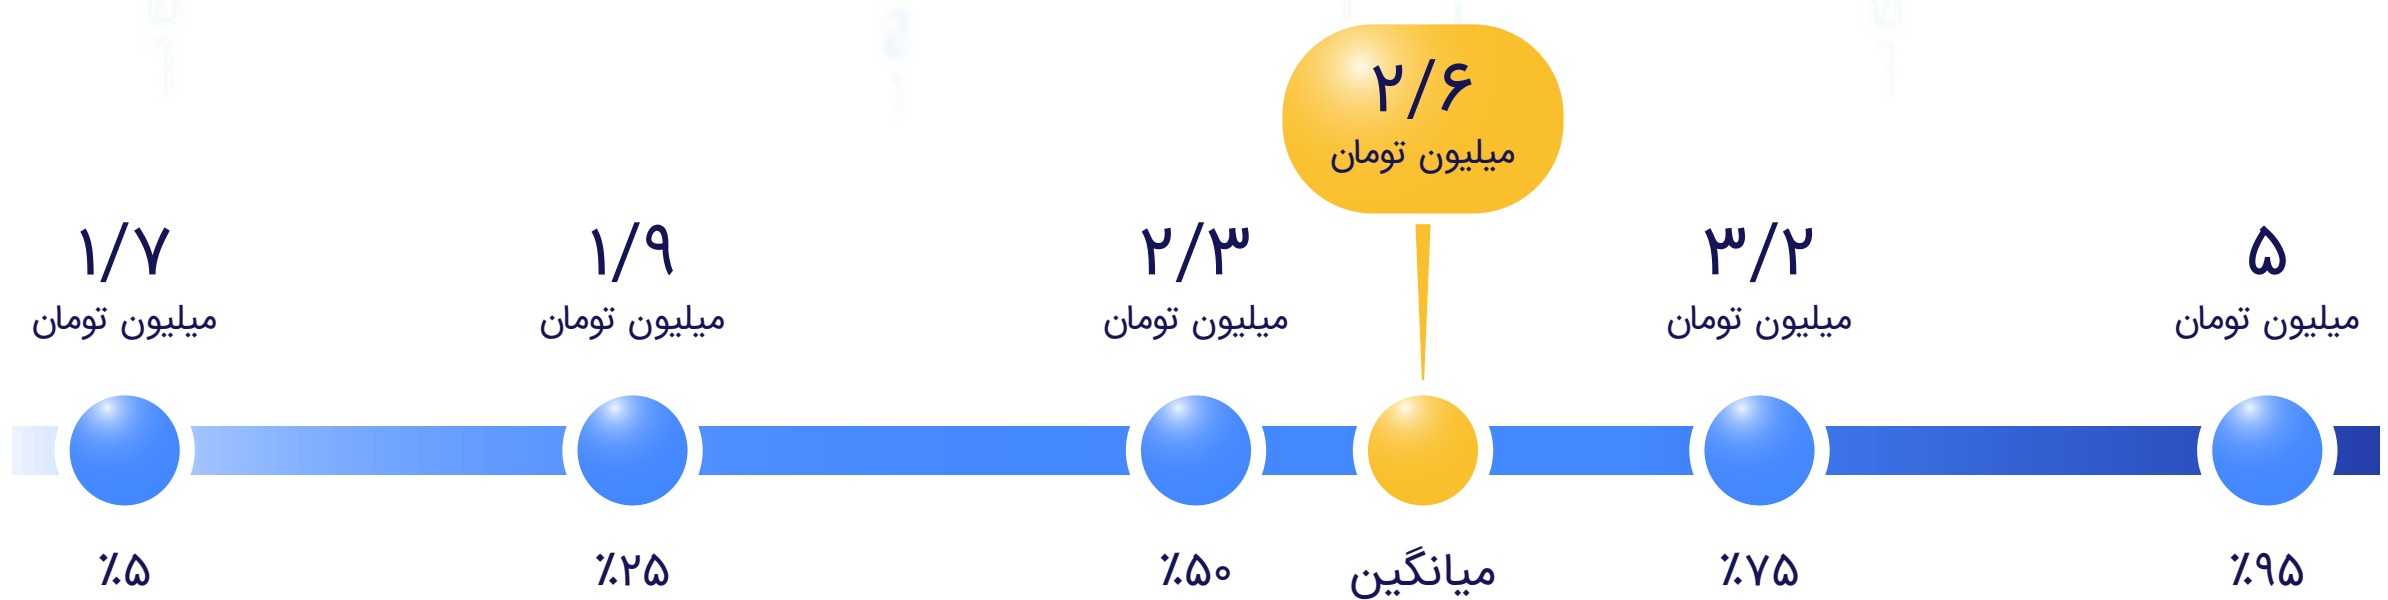 ۲/۶
میلیون تومان
۱/۷
میلیون تومان
۱/۹
میلیون تومان
۲/۳
میلیون تومان
۳/۲
میلیون تومان
۵
میلیون تومان
٪۵
٪۲۵
٪۵۰
میانگین
٪۷۵
٪۹۵